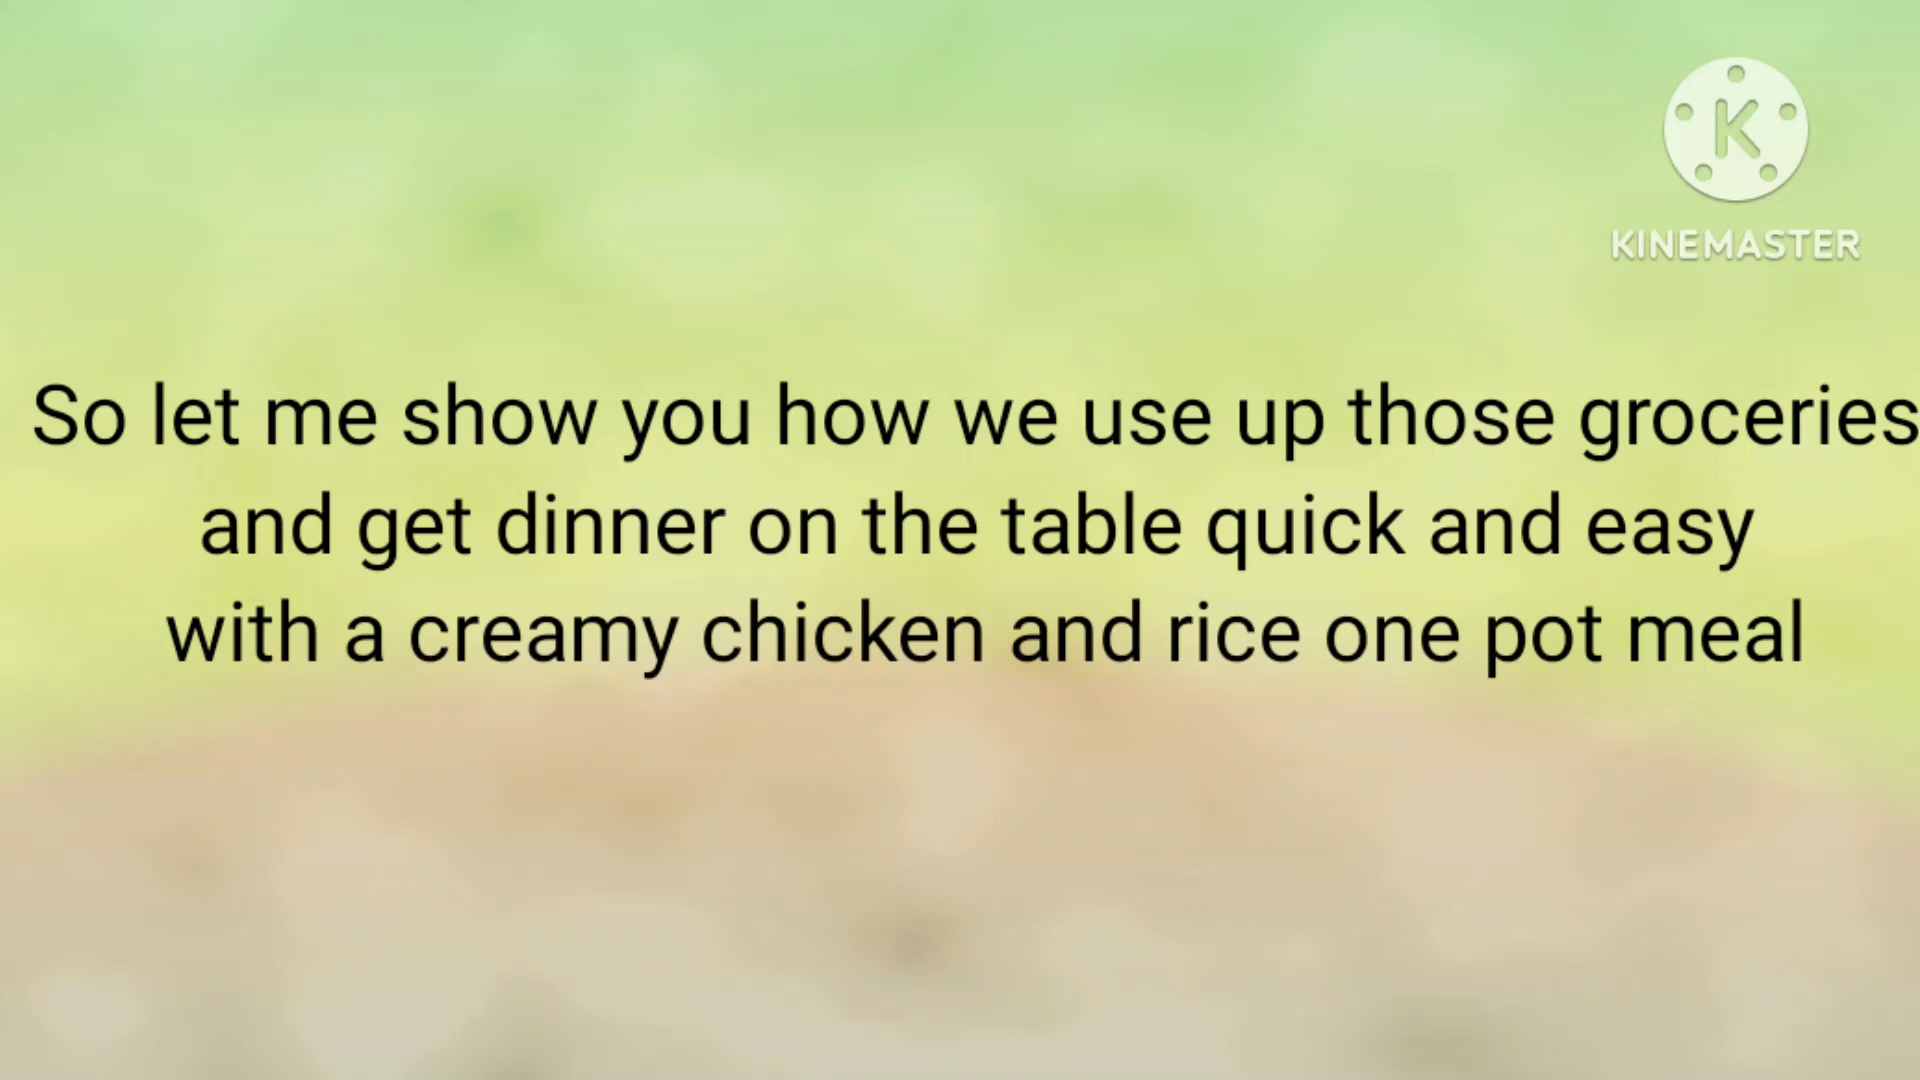 K
KINEMASTER
So let me show you how we use up those groceries
and get dinner on the table quick and easy
with a creamy chicken and rice one pot meal